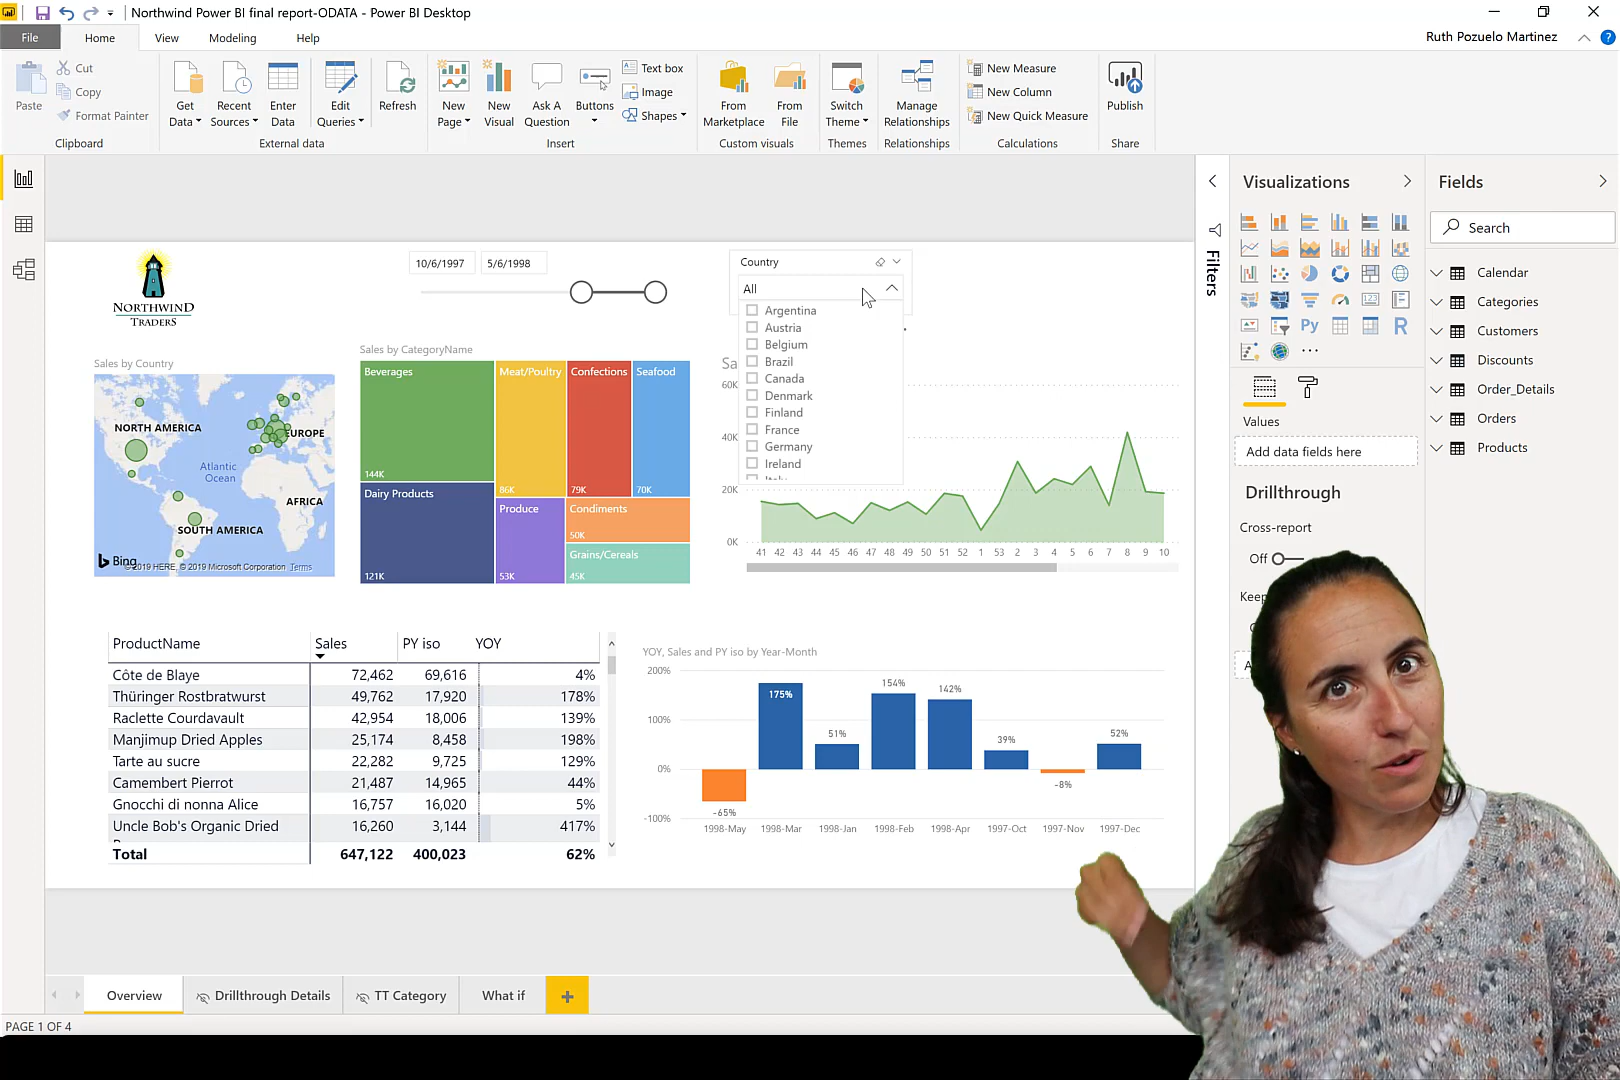 Northwind Power BI final report-ODATA - Power BI Desktop
File
Home
View
Modeling
Help
Ruth Pozuelo Martinez
?
Paste
Cut
Copy
Format Painter
Clipboard
Get
Data
Recent
Sources
Enter
Data
Edit
Queries
Refresh
External data
New
Page
New
Visual
Ask A
Question
Buttons
Text box
Image
Shapes
Insert
From
Marketplace
From
File
Custom visuals
Switch
Theme
Themes
Manage
Relationships
Relationships
New Measure
New Column
New Quick Measure
Calculations
Publish
Share
NORTHWIND
TRADERS
10/6/1997
5/6/1998
Country
All
Argentina
Austria
Belgium
Brazil
Canada
Denmark
Finland
France
Germany
Ireland
Sales by Country
NORTH AMERICA
EUROPE
Atlantic
Ocean
AFRICA
SOUTH AMERICA
Bing
© 2019 HERE, © 2019 Microsoft Corporation Terms
Sales by CategoryName
Beverages
144K
Dairy Products
121K
Meat/Poultry
86K
Confections
79K
Seafood
70K
Produce
53K
Condiments
50K
Grains/Cereals
45K
60K
40K
20K
0K
41 42 43 44 45 46 47 48 49 50 51 52 1 53 2 3 4 5 6 7 8 9 10
ProductName Sales PY iso YOY
Côte de Blaye 72,462 69,616 4%
Thüringer Rostbratwurst 49,762 17,920 178%
Raclette Courdavault 42,954 18,006 139%
Manjimup Dried Apples 25,174 8,458 198%
Tarte au sucre 22,282 9,725 129%
Camembert Pierrot 21,487 14,965 44%
Gnocchi di nonna Alice 16,757 16,020 5%
Uncle Bob's Organic Dried 16,260 3,144 417%
Total 647,122 400,023 62%
YOY, Sales and PY iso by Year-Month
200%
100%
0%
-100%
175%
51%
154%
142%
39%
52%
-65%
-8%
1998-May 1998-Mar 1998-Jan 1998-Feb 1998-Apr 1997-Oct 1997-Nov 1997-Dec
Filters
Visualizations
Py
R
123
Values
Add data fields here
Drillthrough
Cross-report
Off
Fields
Search
Calendar
Categories
Customers
Discounts
Order_Details
Orders
Products
Overview
Drillthrough Details
TT Category
What if
+
PAGE 1 OF 4